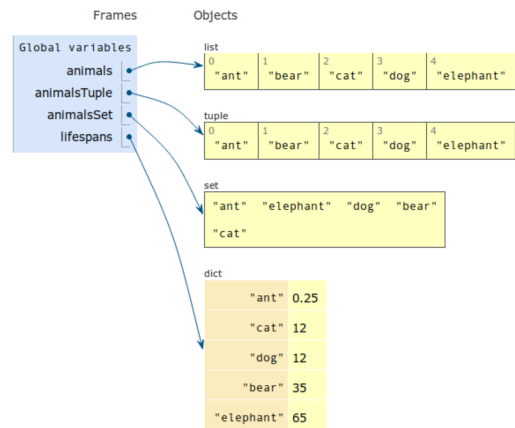 Frames Objects
Global variables
animals
animalsTuple
animalsSet
lifespans
list
0 1 2 3 4
"ant" "bear" "cat" "dog" "elephant"
tuple
0 1 2 3 4
"ant" "bear" "cat" "dog" "elephant"
set
"ant" "elephant" "dog" "bear"
"cat"
dict
"ant" 0.25
"cat" 12
"dog" 12
"bear" 35
"elephant" 65